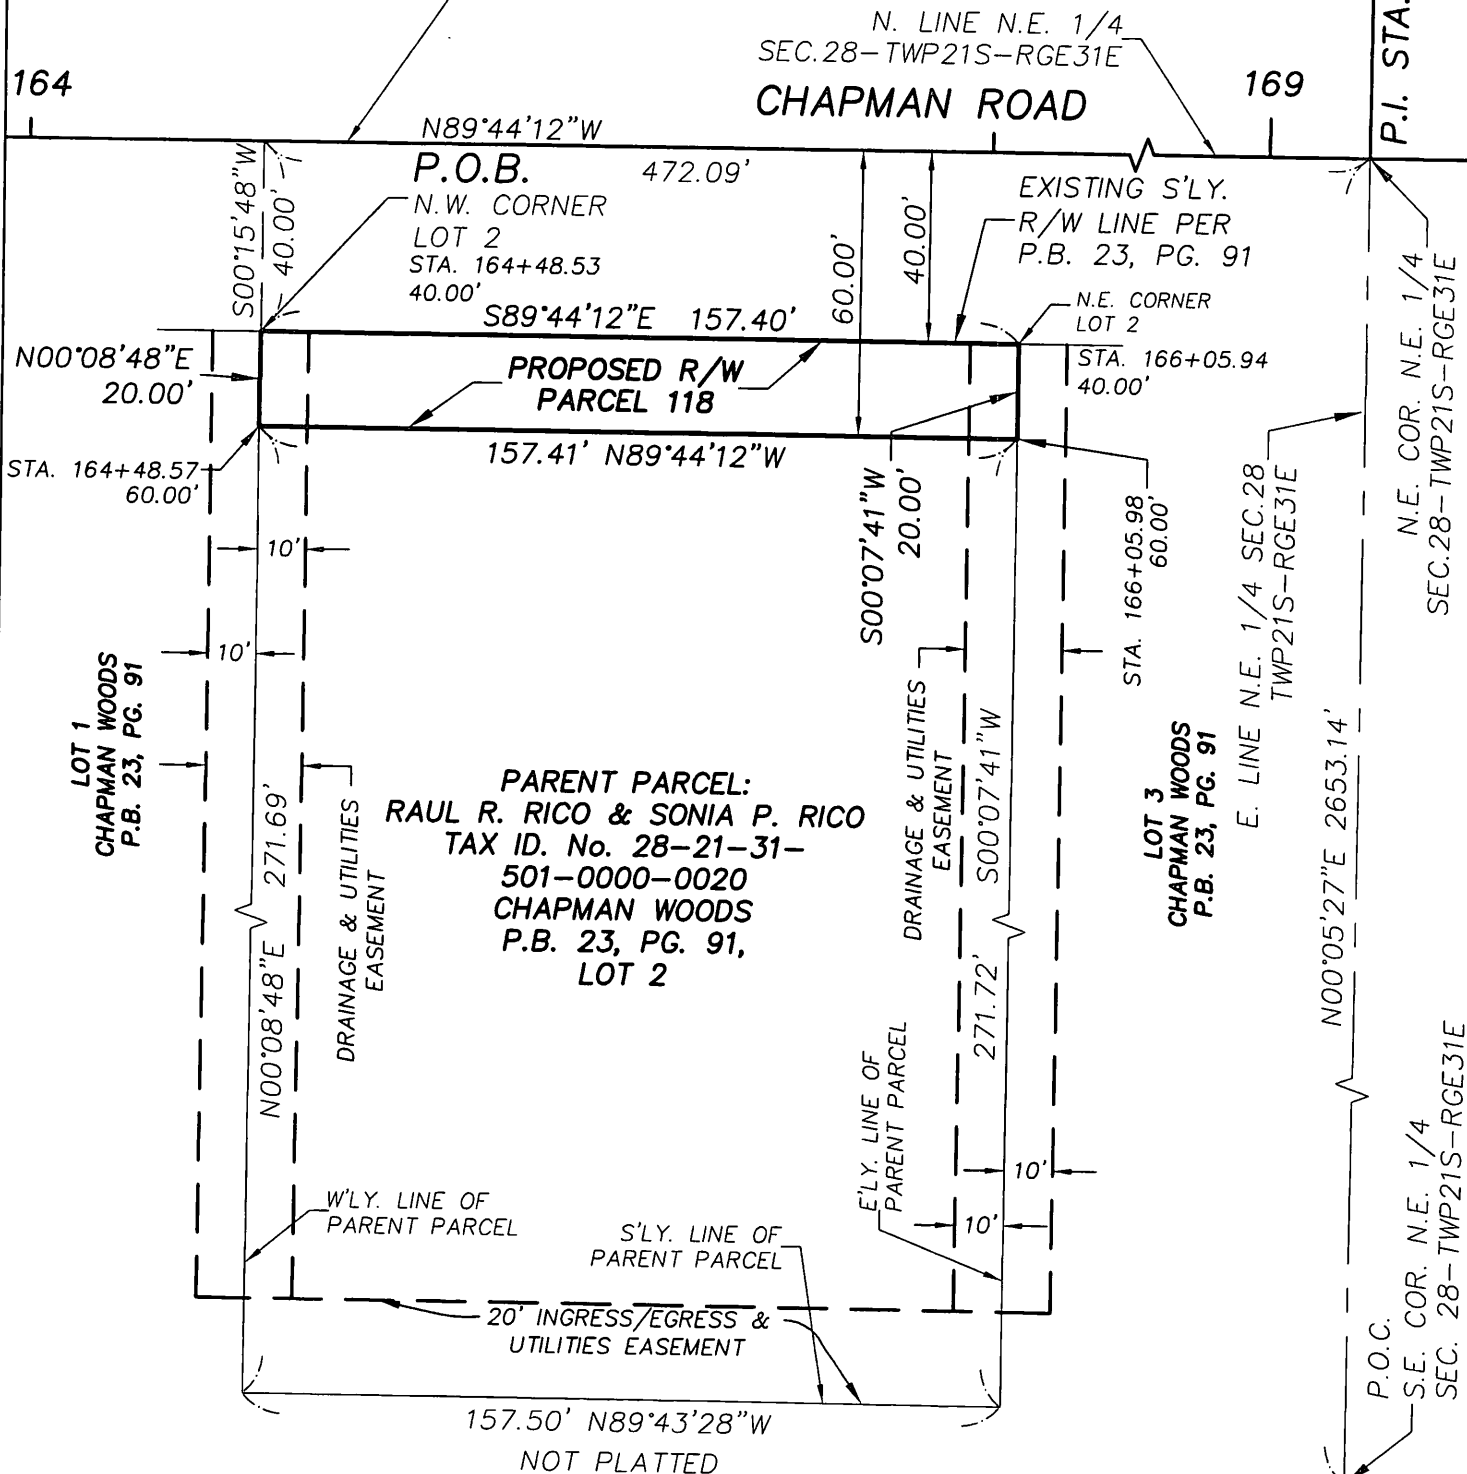 N. LINE N.E. 1/4
SEC.28-TWP21S-RGE31E
164
CHAPMAN ROAD
169
P.I. STA.
N89°44'12"W
472.09'
S00°15'48"W
40.00'
P.O.B.
N.W. CORNER
LOT 2
STA. 164+48.53
40.00'
60.00'
40.00'
EXISTING S'LY.
R/W LINE PER
P.B. 23, PG. 91
N.E. CORNER
LOT 2
STA. 166+05.94
40.00'
S89°44'12"E 157.40'
N00°08'48"E
20.00'
PROPOSED R/W
PARCEL 118
157.41' N89°44'12"W
STA. 164+48.57
60.00'
S00°07'41"W
20.00'
STA. 166+05.98
60.00'
E. LINE N.E. 1/4 SEC.28
TWP21S-RGE31E
N.E. COR. N.E. 1/4
SEC.28-TWP21S-RGE31E
10'
10'
LOT 1
CHAPMAN WOODS
P.B. 23, PG. 91
N00°08'48"E 271.69'
DRAINAGE & UTILITIES
EASEMENT
PARENT PARCEL:
RAUL R. RICO & SONIA P. RICO
TAX ID. No. 28-21-31-
501-0000-0020
CHAPMAN WOODS
P.B. 23, PG. 91,
LOT 2
DRAINAGE & UTILITIES
EASEMENT
271.72' S00°07'41"W
LOT 3
CHAPMAN WOODS
P.B. 23, PG. 91
N00°05'27"E 2653.14'
E'LY. LINE OF
PARENT PARCEL
10'
10'
W'LY. LINE OF
PARENT PARCEL
S'LY. LINE OF
PARENT PARCEL
20' INGRESS/EGRESS &
UTILITIES EASEMENT
P.O.C.
S.E. COR. N.E. 1/4
SEC. 28-TWP21S-RGE31E
157.50' N89°43'28"W
NOT PLATTED